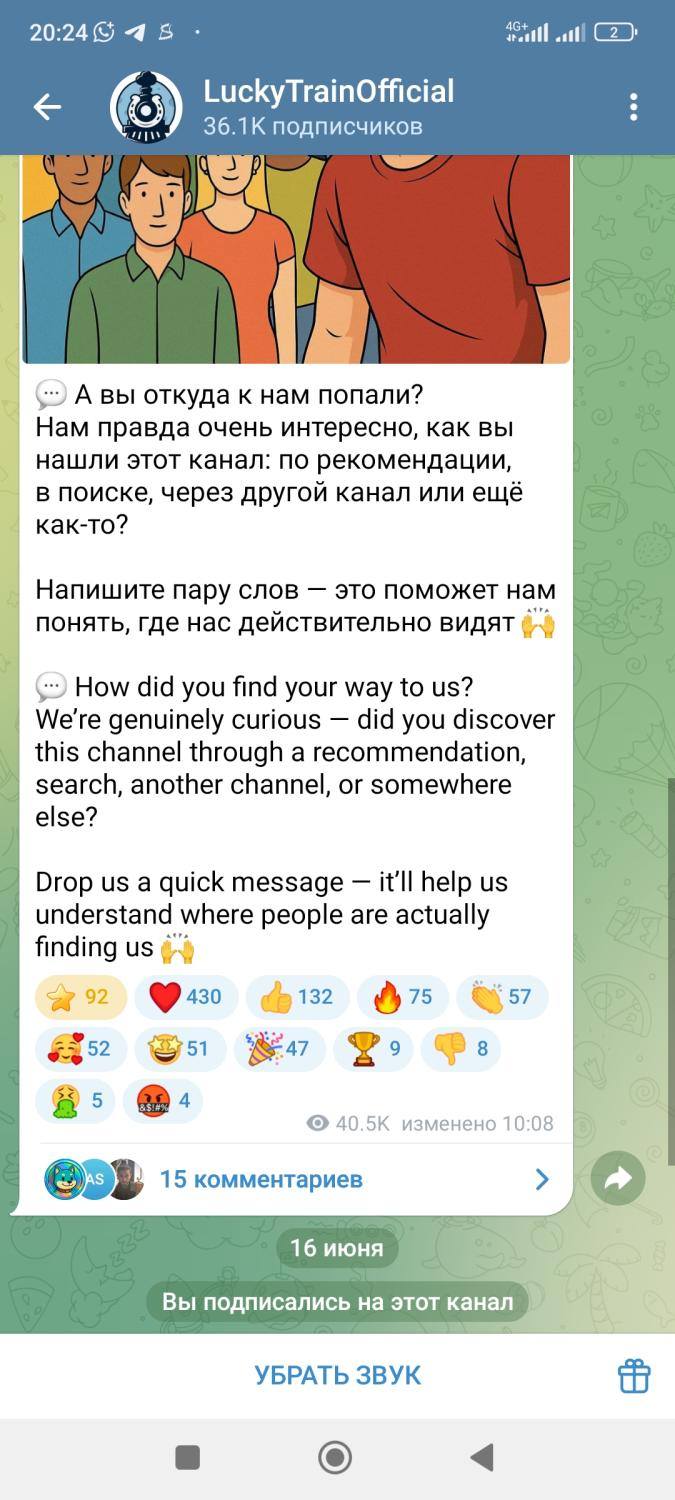 20:24
4G+
2
LuckyTrainOfficial
36.1K подписчиков
💬 А вы откуда к нам попали?
Нам правда очень интересно, как вы
нашли этот канал: по рекомендации,
в поиске, через другой канал или ещё
как-то?
Напишите пару слов — это поможет нам
понять, где нас действительно видят 🙌
💬 How did you find your way to us?
We’re genuinely curious — did you discover
this channel through a recommendation,
search, another channel, or somewhere
else?
Drop us a quick message — it’ll help us
understand where people are actually
finding us 🙌
⭐ 92 ❤️ 430 👍 132 🔥 75 👏 57
🥰 52 🤩 51 🎉 47 🏆 9 👎 8
🤮 5 🤬 4
40.5K изменено 10:08
AS
15 комментариев
16 июня
Вы подписались на этот канал
УБРАТЬ ЗВУК